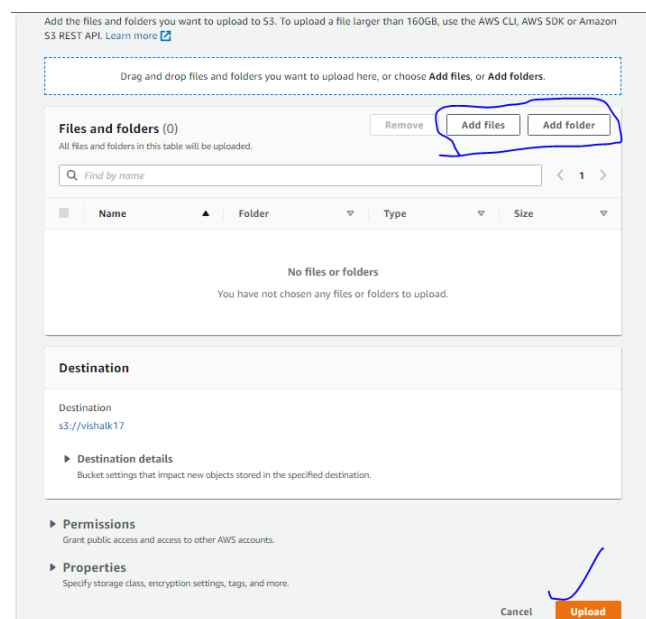 Add the files and folders you want to upload to S3. To upload a file larger than 160GB, use the AWS CLI, AWS SDK or Amazon
S3 REST API. Learn more
Drag and drop files and folders you want to upload here, or choose Add files, or Add folders.
Files and folders (0)
Remove
Add files
Add folder
All files and folders in this table will be uploaded.
Find by name
1
Name
Folder
Type
Size
No files or folders
You have not chosen any files or folders to upload.
Destination
Destination
s3://vishalk17
Destination details
Bucket settings that impact new objects stored in the specified destination.
Permissions
Grant public access and access to other AWS accounts.
Properties
Specify storage class, encryption settings, tags, and more.
Cancel
Upload